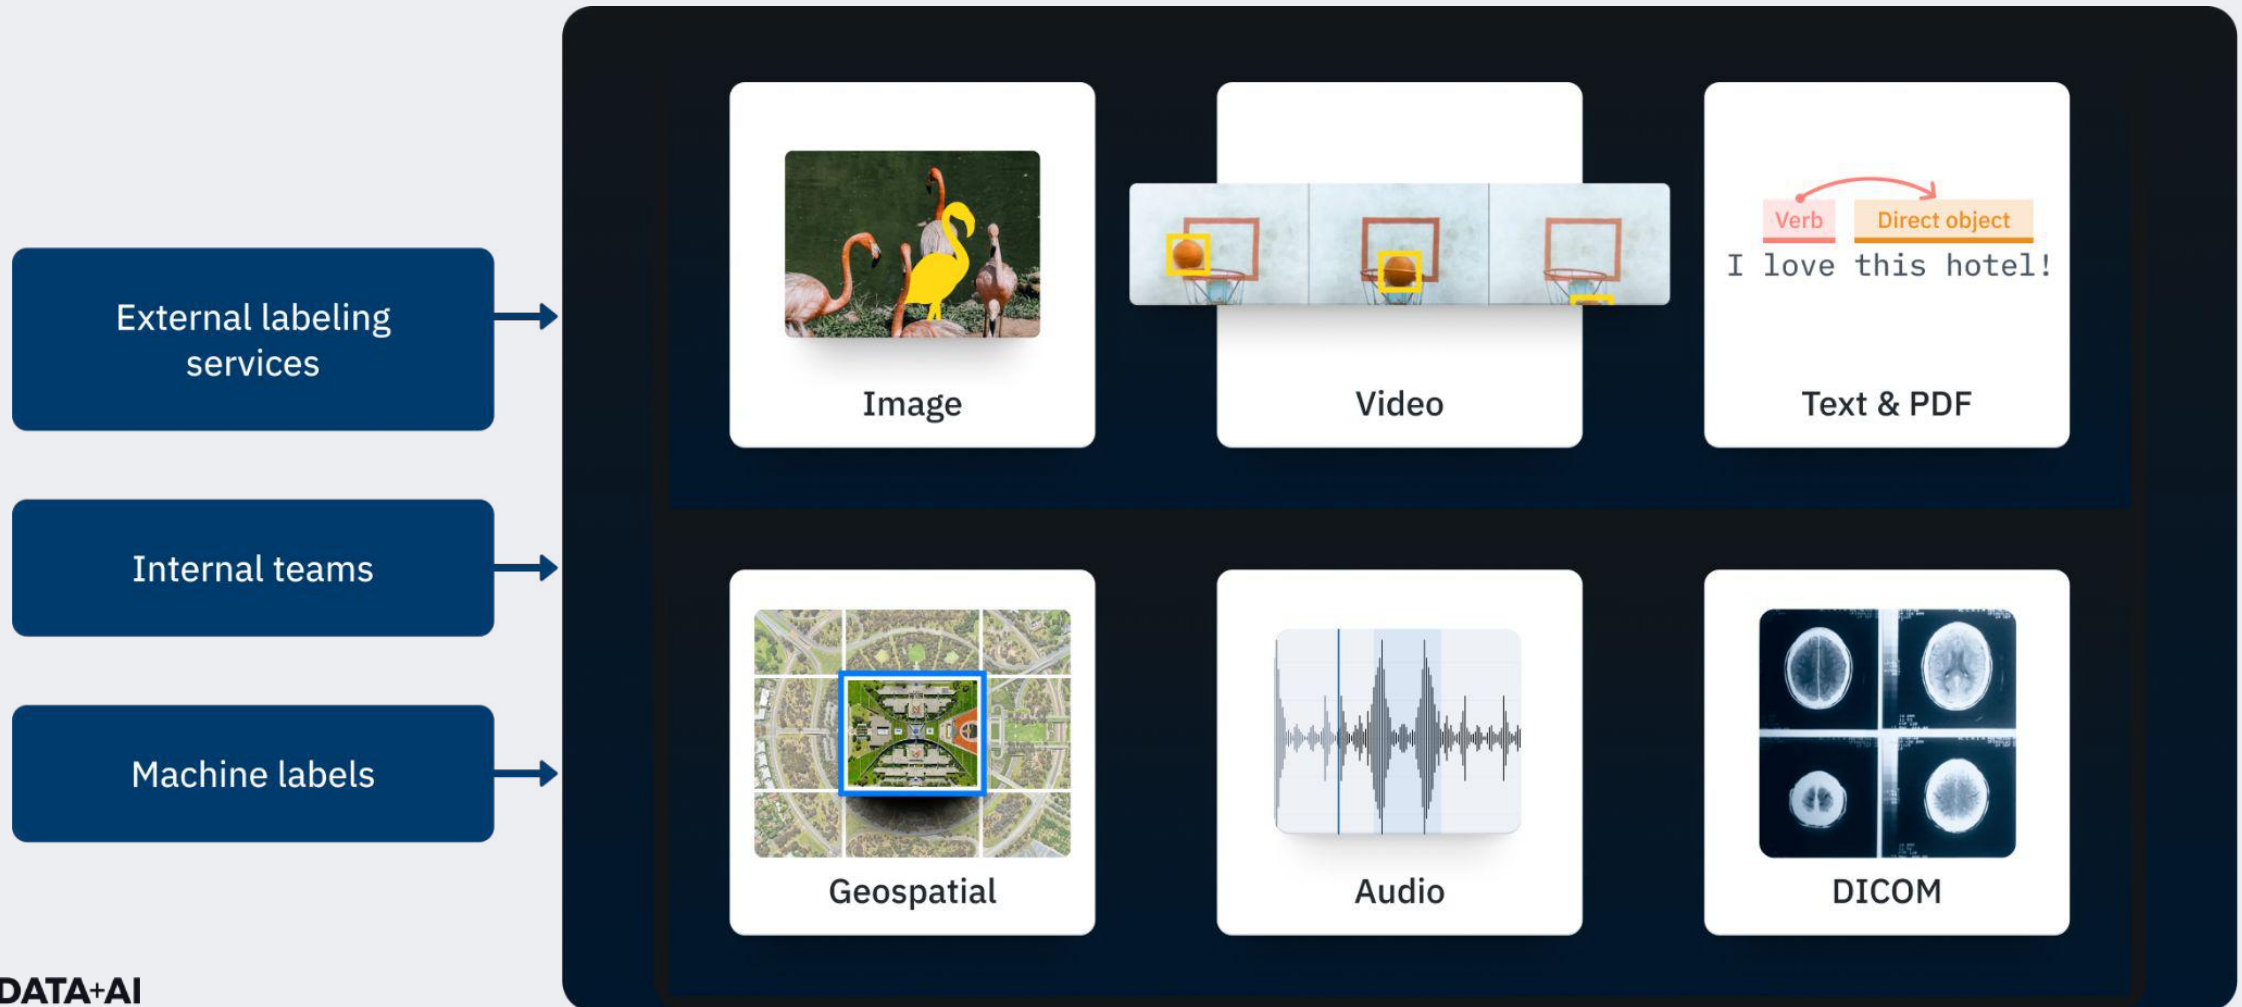 External labeling
services
Internal teams
Machine labels
Image
Video
Verb
Direct object
I love this hotel!
Text & PDF
Geospatial
Audio
DICOM
DATA+AI